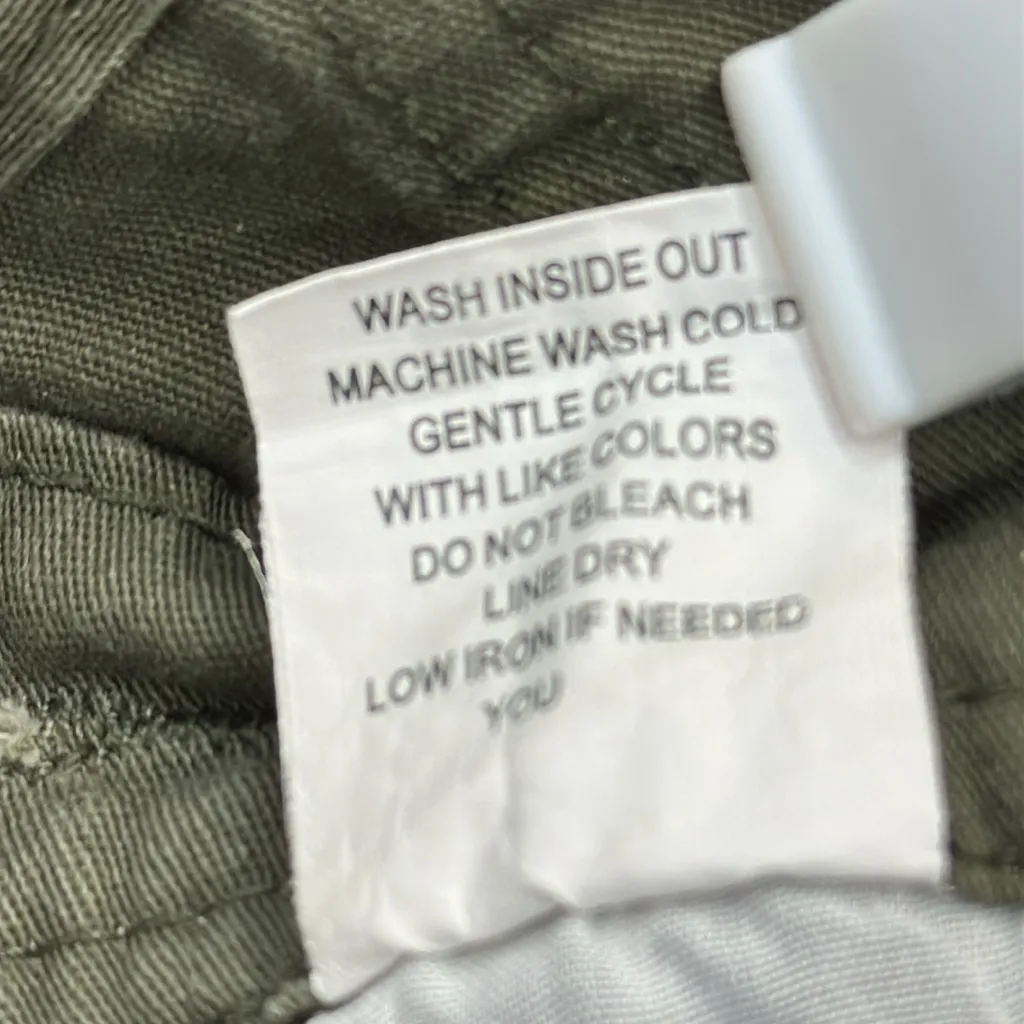 WASH INSIDE OUT
MACHINE WASH COLD
GENTLE CYCLE
WITH LIKE COLORS
DO NOT BLEACH
LINE DRY
LOW IRON IF NEEDED
YOU